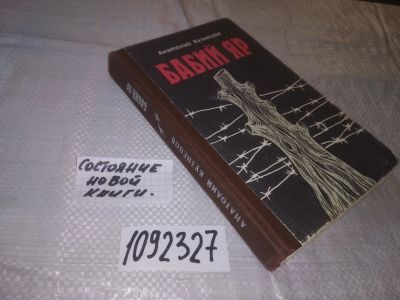 Анатолий Кузнецов
БАБИЙ ЯР
БАБИЙ ЯР
АНАТОЛИЙ КУЗНЕЦОВ
СОСТОЯНИЕ
НОВОЙ
КНИГИ.
1092327